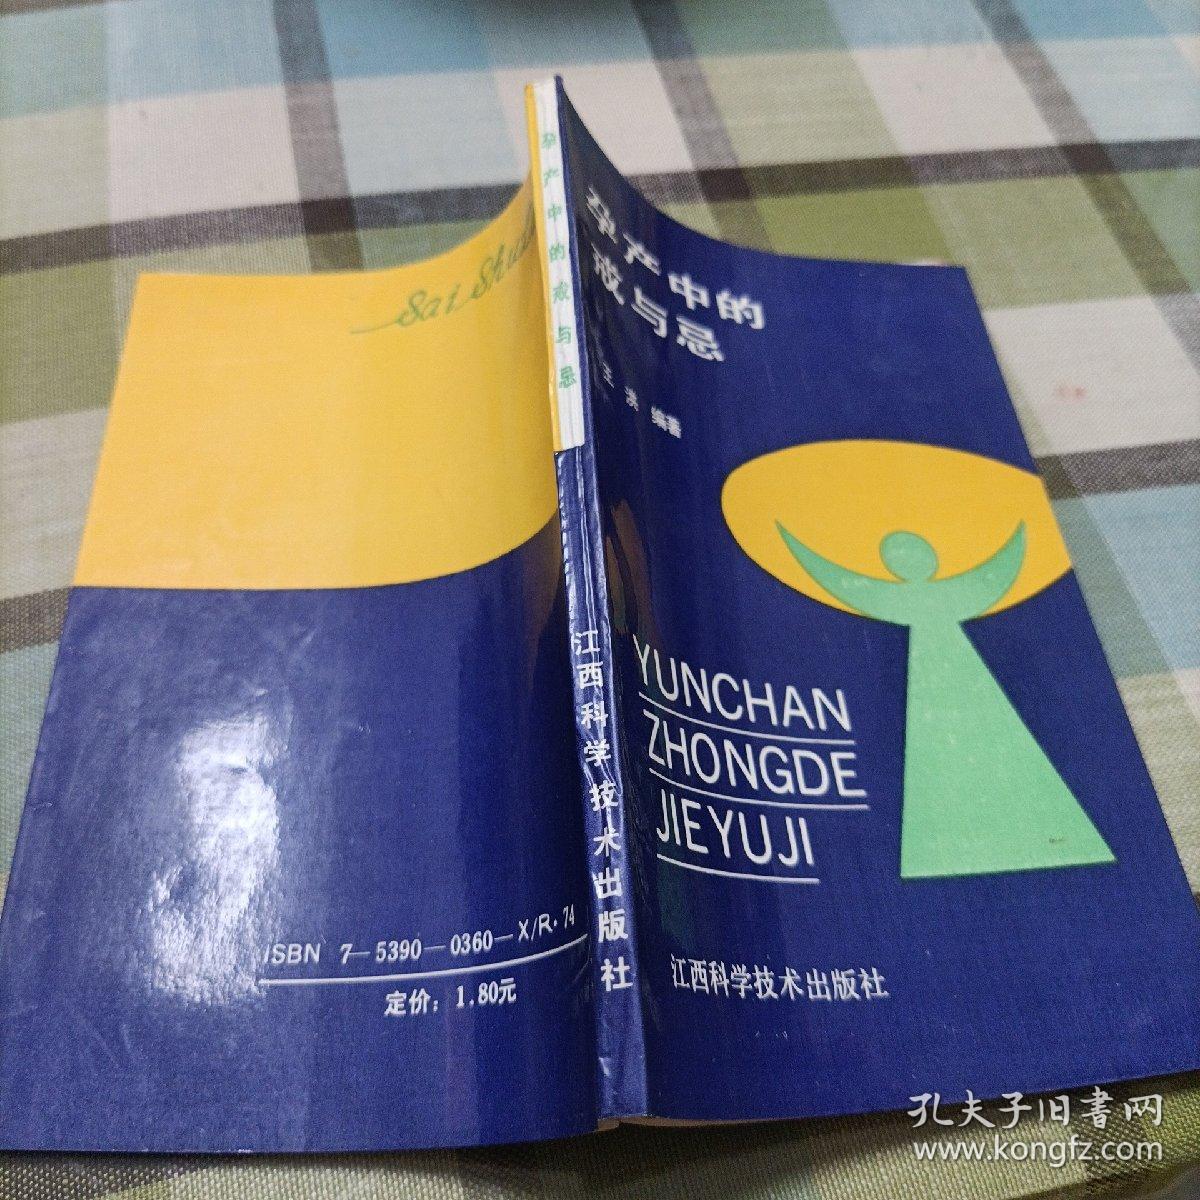 孕产中的
戒与忌
王 洪 编著
YUNCHAN
ZHONGDE
JIEYUJI
江西科学技术出版社
孕产中的戒与忌
江西科学技术出版社
ISBN 7-5390-0360-X/R·74
定价：1.80元
孔夫子旧书网
www.kongfz.com